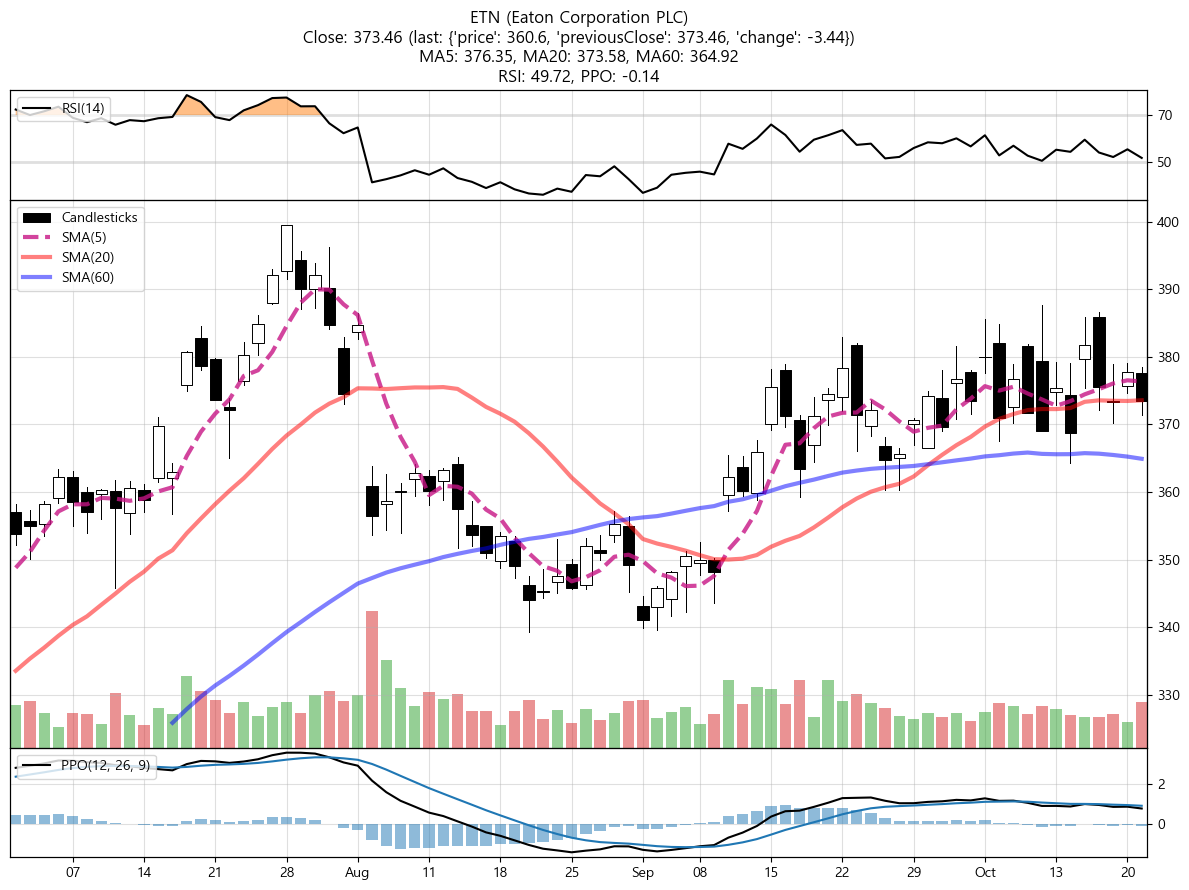 ETN (Eaton Corporation PLC)
Close: 373.46 (last: {'price': 360.6, 'previousClose': 373.46, 'change': -3.44})
MA5: 376.35, MA20: 373.58, MA60: 364.92
RSI: 49.72, PPO: -0.14
RSI(14)
70
50
Candlesticks
SMA(5)
SMA(20)
SMA(60)
400
390
380
370
360
350
340
330
PPO(12, 26, 9)
2
0
07 14 21 28 Aug 11 18 25 Sep 08 15 22 29 Oct 13 20